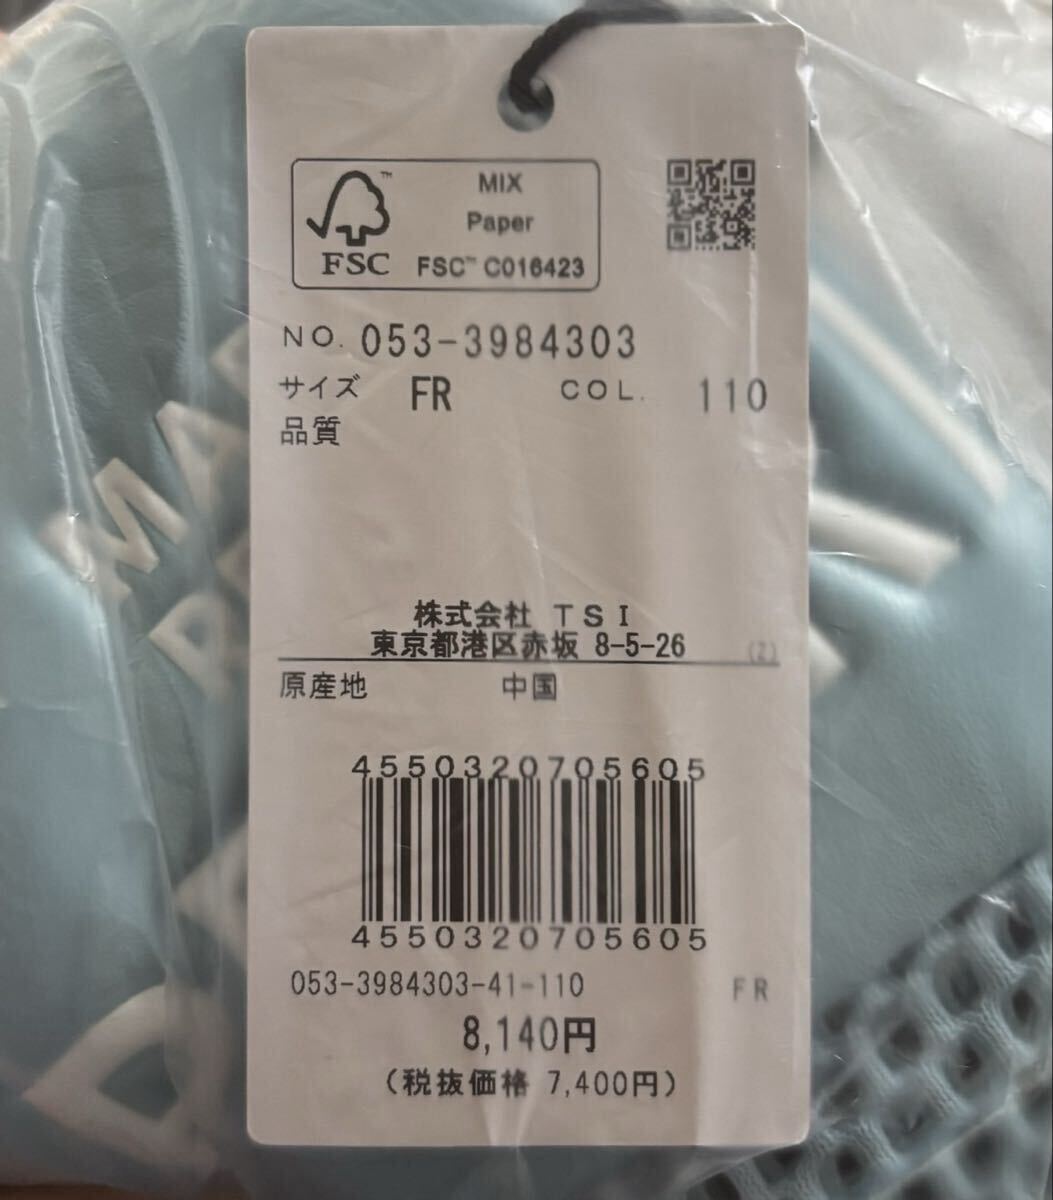 MIX
Paper
FSC
FSC™ C016423
NO. 053-3984303
サイズ FR COL. 110
品質
株式会社 TSI
東京都港区赤坂 8-5-26 (Z)
原産地 中国
4550320705605
4550320705605
053-3984303-41-110 FR
8,140円
(税抜価格 7,400円)